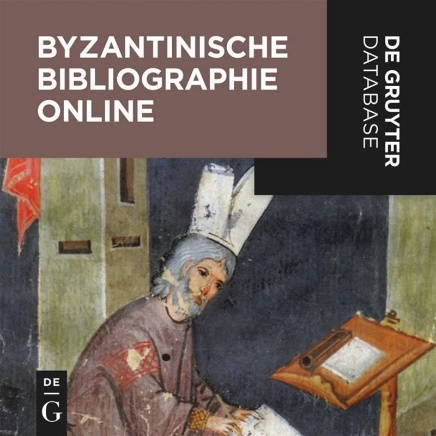 BYZANTINISCHE
BIBLIOGRAPHIE
ONLINE
DE GRUYTER
DATABASE
DE
G